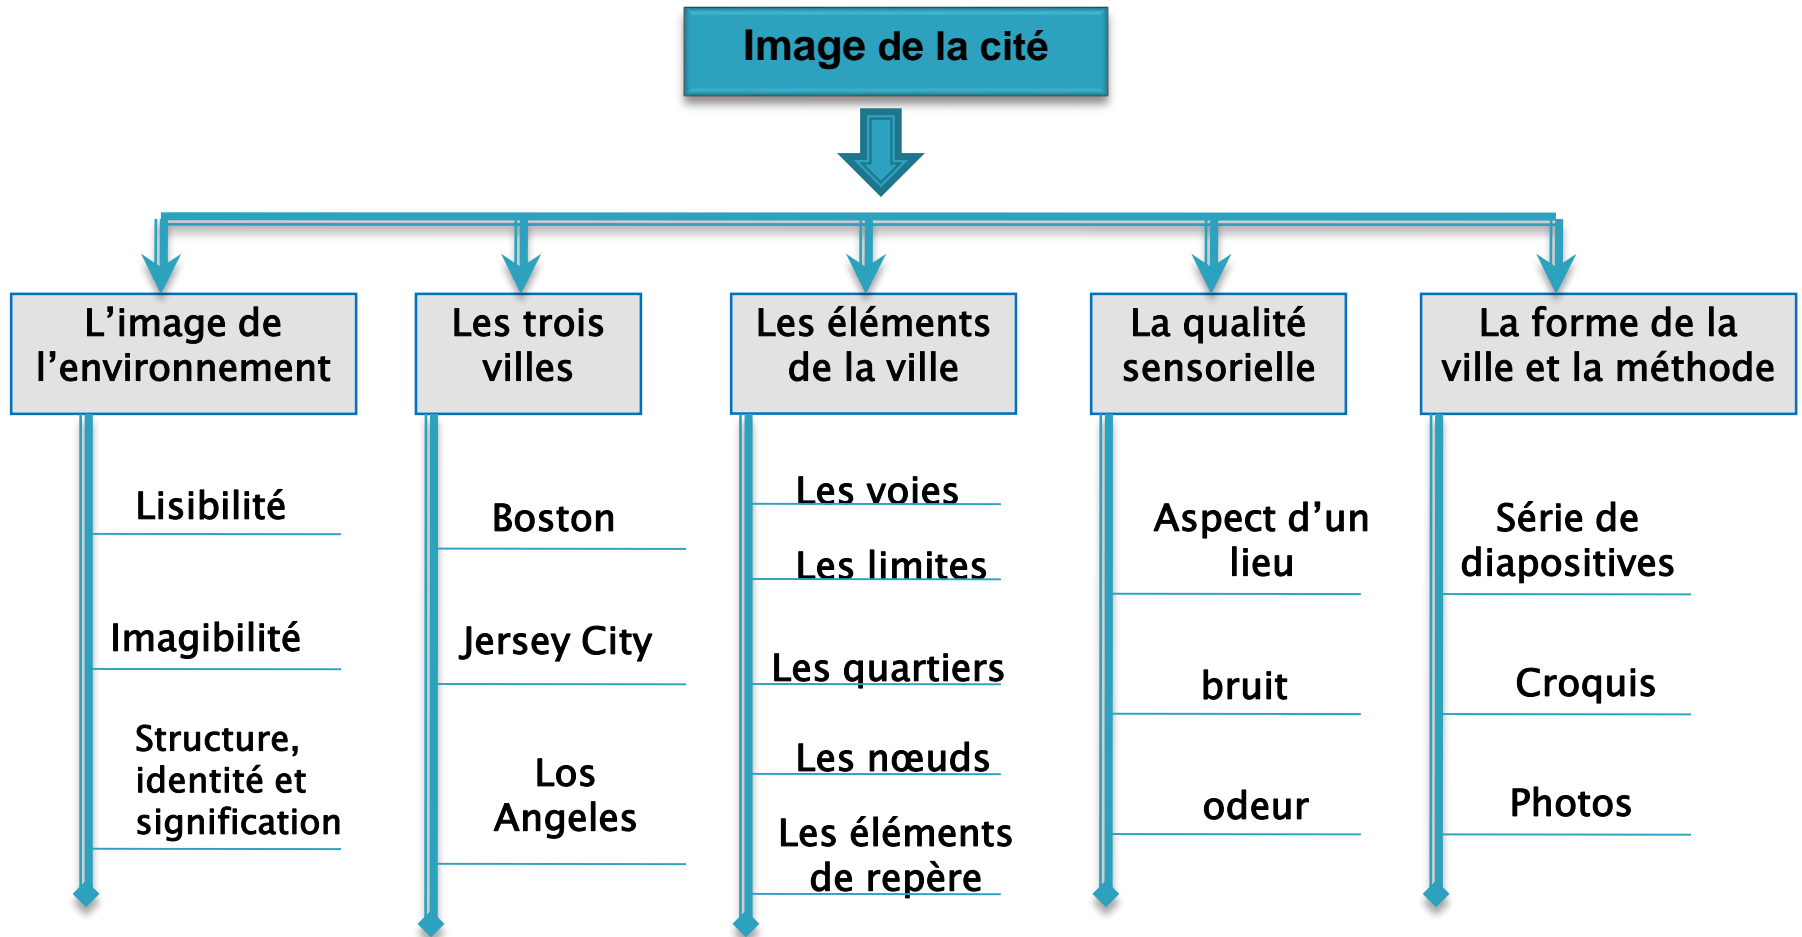 Image de la cité
L’image de
l’environnement
Lisibilité
Imagibilité
Structure,
identité et
signification
Les trois
villes
Boston
Jersey City
Los
Angeles
Les éléments
de la ville
Les voies
Les limites
Les quartiers
Les nœuds
Les éléments
de repère
La qualité
sensorielle
Aspect d’un
lieu
bruit
odeur
La forme de la
ville et la méthode
Série de
diapositives
Croquis
Photos